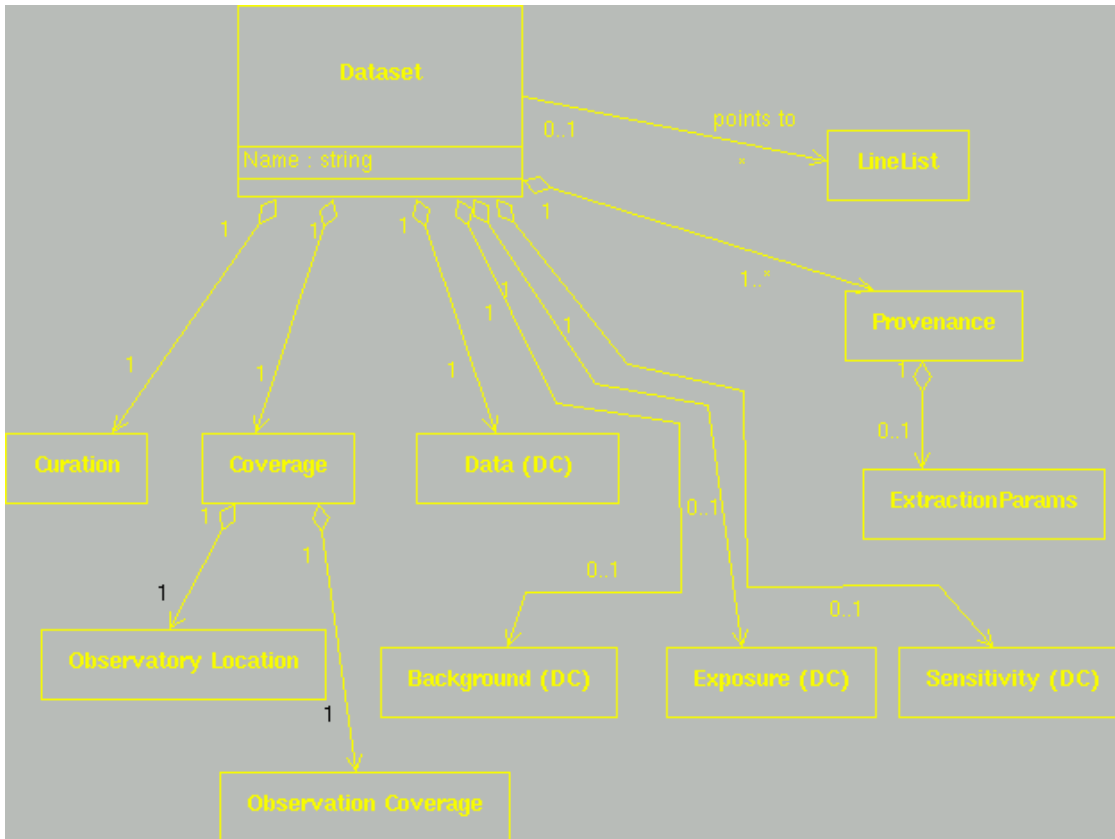 Dataset
points to
0..1
*
LineList
Name : string
1
1
1
1
1..*
1
1
1
Provenance
1
1
1
1
0..1
Curation
Coverage
Data (DC)
ExtractionParams
1
1
0..1
1
0..1
0..1
Observatory Location
Background (DC)
Exposure (DC)
Sensitivity (DC)
1
Observation Coverage